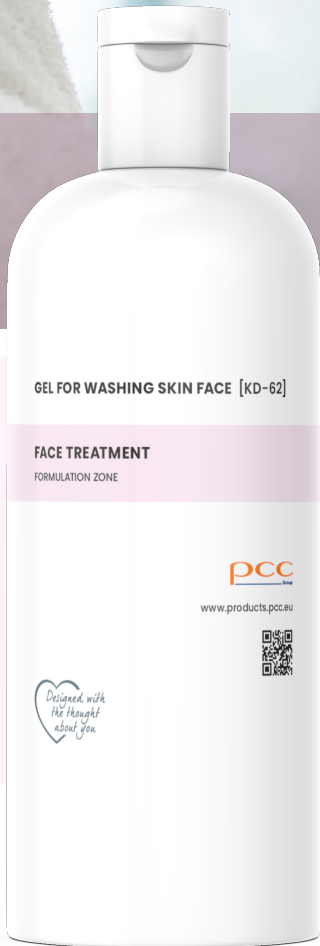 GEL FOR WASHING SKIN FACE [KD-62]
FACE TREATMENT
FORMULATION ZONE
pcc
Group
www.products.pcc.eu
Designed with
the thought
about you